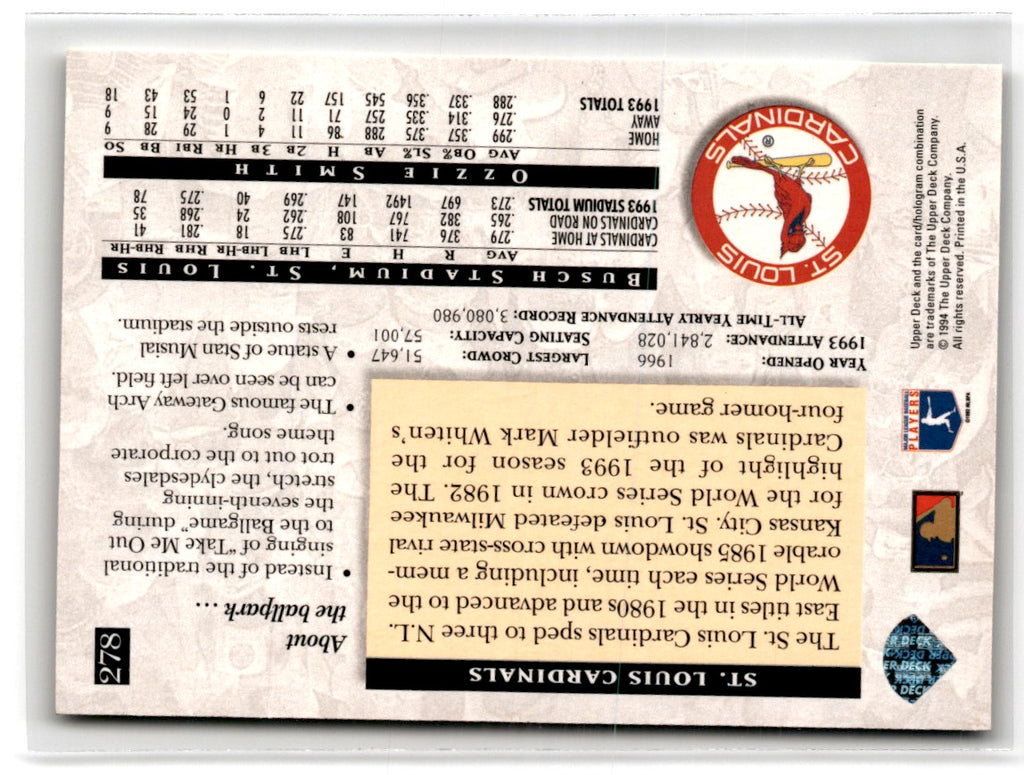 278
ST. LOUIS CARDINALS
The St. Louis Cardinals sped to three N.L.
East titles in the 1980s and advanced to the
World Series each time, including a mem-
orable 1985 showdown with cross-state rival
Kansas City. St. Louis defeated Milwaukee
for the World Series crown in 1982. The
highlight of the 1993 season for the
Cardinals was outfielder Mark Whiten's
four-homer game.
About
the ballpark ...
• Instead of the traditional
singing of "Take Me Out
to the Ballgame" during
the seventh-inning
stretch, the clydesdales
trot out to the corporate
theme song.
• The famous Gateway Arch
can be seen over left field.
• A statue of Stan Musial
rests outside the stadium.
YEAR OPENED: 1966 LARGEST CROWD: 51,647
1993 ATTENDANCE: 2,841,028 SEATING CAPACITY: 57,001
ALL-TIME YEARLY ATTENDANCE RECORD: 3,080,980
ST. LOUIS
CARDINALS
®
BUSCH STADIUM, ST. LOUIS
AVG R H E LHB LHB-HR RHB RHB-HR
CARDINALS AT HOME .279 376 741 83 .275 18 .281 41
CARDINALS ON ROAD .265 382 767 108 .262 24 .268 35
1993 STADIUM TOTALS .273 697 1492 147 .269 40 .275 78
OZZIE SMITH
AVG OB% SL% AB H 2B 3B HR RBI BB SO
HOME .299 .357 .375 288 86 11 4 1 29 28 9
AWAY .276 .314 .335 257 71 11 2 0 24 15 9
1993 TOTALS .288 .337 .356 545 157 22 6 1 53 43 18
UPPER DECK
MAJOR LEAGUE BASEBALL
PLAYERS
©1993 MLBPA
Upper Deck and the card/hologram combination
are trademarks of The Upper Deck Company.
© 1994 The Upper Deck Company.
All rights reserved. Printed in the U.S.A.